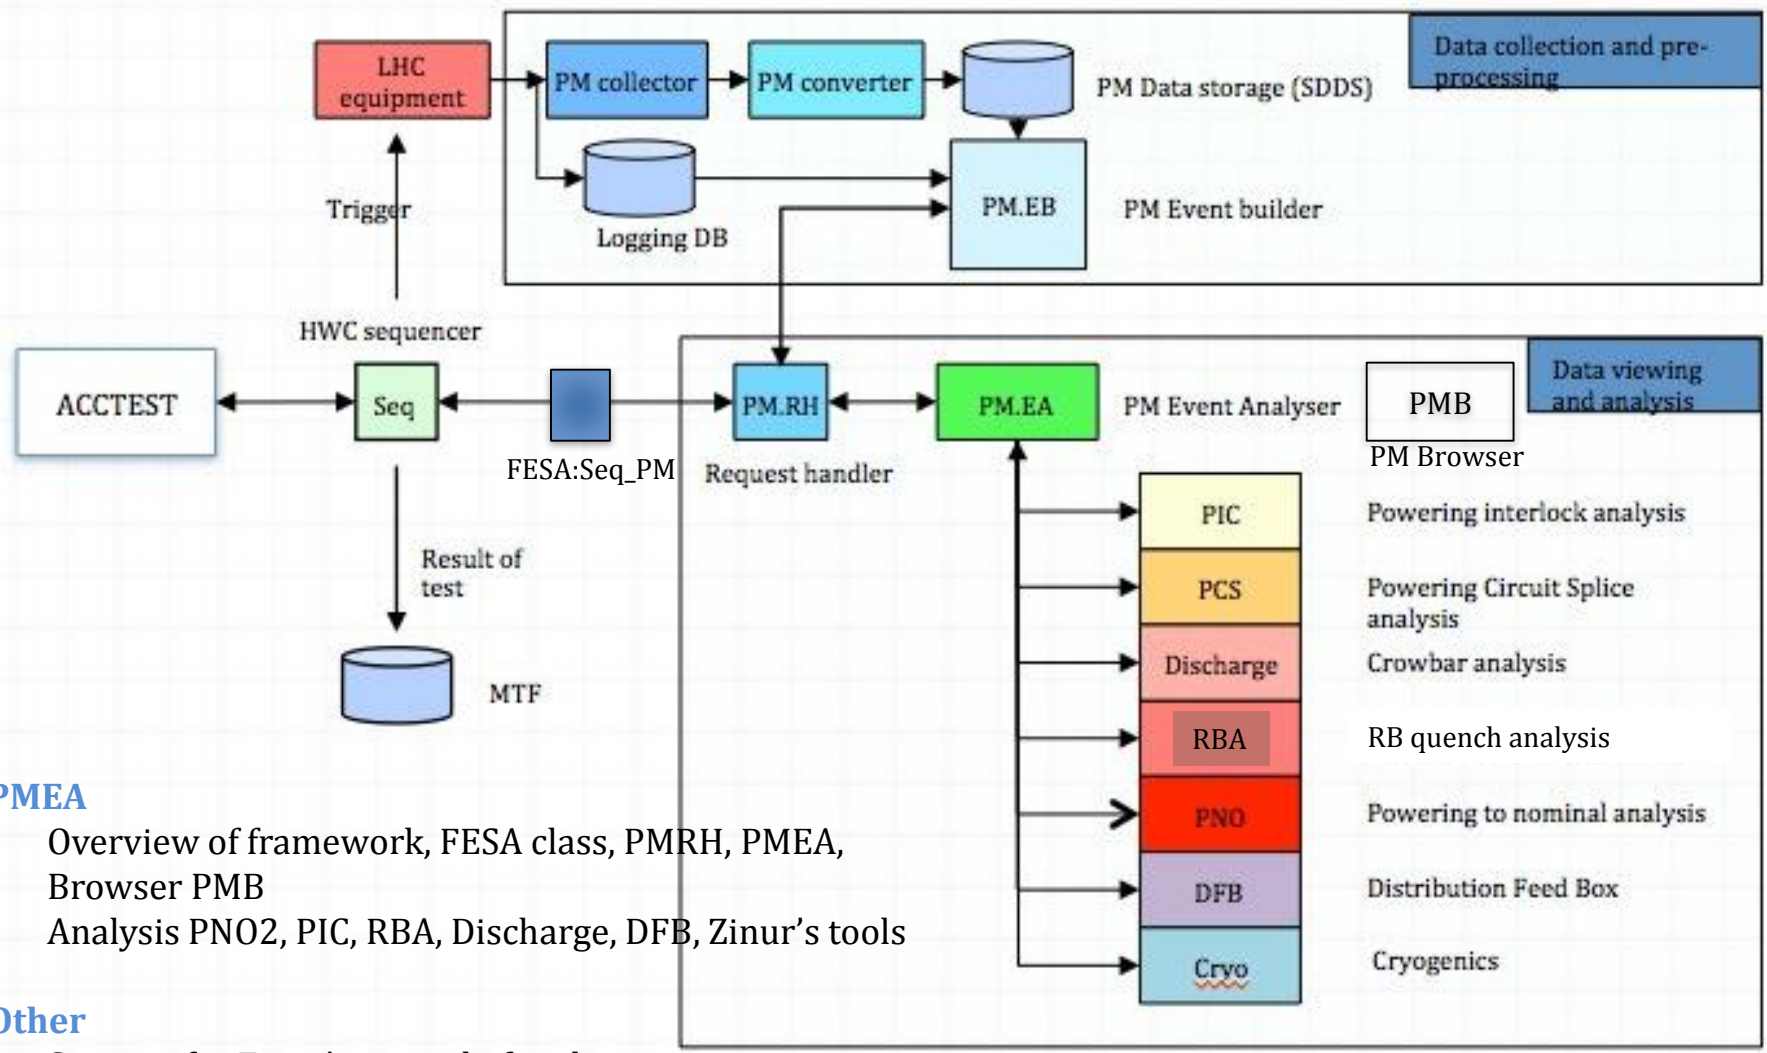 LHC
equipment
PM collector
PM converter
PM Data storage (SDDS)
Data collection and pre-
processing
Trigger
Logging DB
PM.EB
PM Event builder
HWC sequencer
ACCTEST
Seq
FESA:Seq_PM
PM.RH
Request handler
PM.EA
PM Event Analyser
PMB
PM Browser
Data viewing
and analysis
PIC
Powering interlock analysis
PCS
Powering Circuit Splice
analysis
Discharge
Crowbar analysis
RBA
RB quench analysis
PNO
Powering to nominal analysis
DFB
Distribution Feed Box
Cryo
Cryogenics
Result of
test
MTF
PMEA
Overview of framework, FESA class, PMRH, PMEA,
Browser PMB
Analysis PNO2, PIC, RBA, Discharge, DFB, Zinur's tools
Other